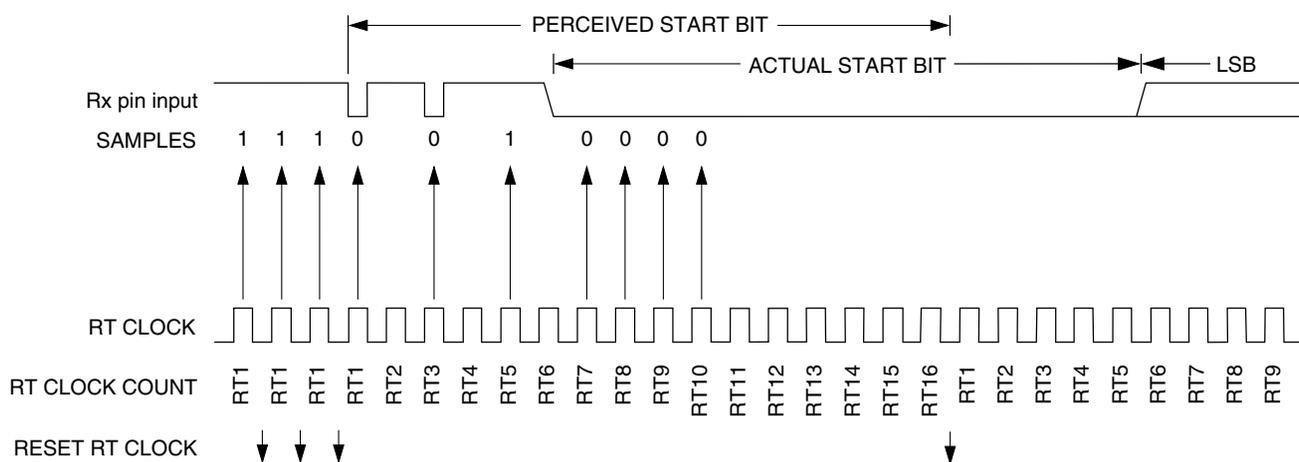 PERCEIVED START BIT
ACTUAL START BIT
LSB
Rx pin input
SAMPLES 1 1 1 0 0 1 0 0 0 0
RT CLOCK
RT CLOCK COUNT RT1 RT1 RT1 RT1 RT2 RT3 RT4 RT5 RT6 RT7 RT8 RT9 RT10 RT11 RT12 RT13 RT14 RT15 RT16 RT1 RT2 RT3 RT4 RT5 RT6 RT7 RT8 RT9
RESET RT CLOCK